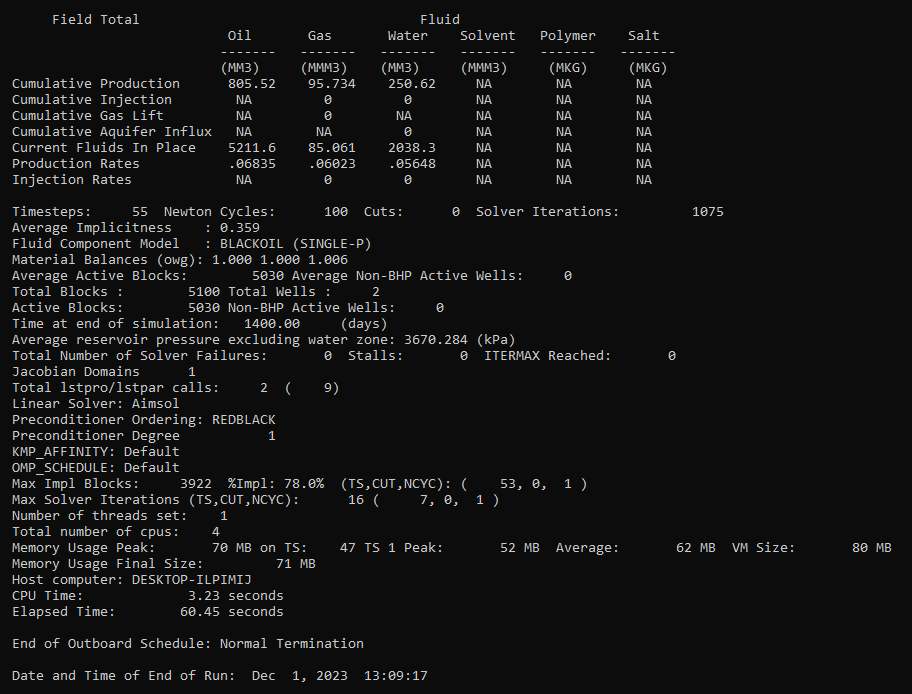 Field Total                                   Fluid
                           Oil       Gas       Water    Solvent   Polymer    Salt
                          -------   -------   -------   -------   -------   -------
                          (MM3)     (MMM3)    (MM3)     (MMM3)     (MKG)     (MKG)
Cumulative Production      805.52    95.734    250.62     NA        NA        NA
Cumulative Injection        NA         0         0        NA        NA        NA
Cumulative Gas Lift         NA         0        NA        NA        NA        NA
Cumulative Aquifer Influx   NA        NA         0        NA        NA        NA
Current Fluids In Place    5211.6    85.061    2038.3     NA        NA        NA
Production Rates           .06835    .06023    .05648     NA        NA        NA
Injection Rates             NA         0         0        NA        NA        NA
Timesteps:     55  Newton Cycles:      100  Cuts:      0  Solver Iterations:         1075
Average Implicitness    : 0.359
Fluid Component Model   : BLACKOIL (SINGLE-P)
Material Balances (owg): 1.000 1.000 1.006
Average Active Blocks:        5030 Average Non-BHP Active Wells:     0
Total Blocks :        5100 Total Wells :     2
Active Blocks:        5030 Non-BHP Active Wells:     0
Time at end of simulation:   1400.00     (days)
Average reservoir pressure excluding water zone: 3670.284 (kPa)
Total Number of Solver Failures:       0  Stalls:       0  ITERMAX Reached:       0
Jacobian Domains      1
Total lstpro/lstpar calls:     2  (    9)
Linear Solver: Aimsol
Preconditioner Ordering: REDBLACK
Preconditioner Degree           1
KMP_AFFINITY: Default
OMP_SCHEDULE: Default
Max Impl Blocks:     3922  %Impl: 78.0%  (TS,CUT,NCYC): (    53, 0,  1 )
Max Solver Iterations (TS,CUT,NCYC):      16 (     7, 0,  1 )
Number of threads set:    1
Total number of cpus:    4
Memory Usage Peak:       70 MB on TS:    47 TS 1 Peak:       52 MB  Average:       62 MB  VM Size:       80 MB
Memory Usage Final Size:         71 MB
Host computer: DESKTOP-ILPIMIJ
CPU Time:             3.23 seconds
Elapsed Time:        60.45 seconds
End of Outboard Schedule: Normal Termination
Date and Time of End of Run:  Dec  1, 2023  13:09:17